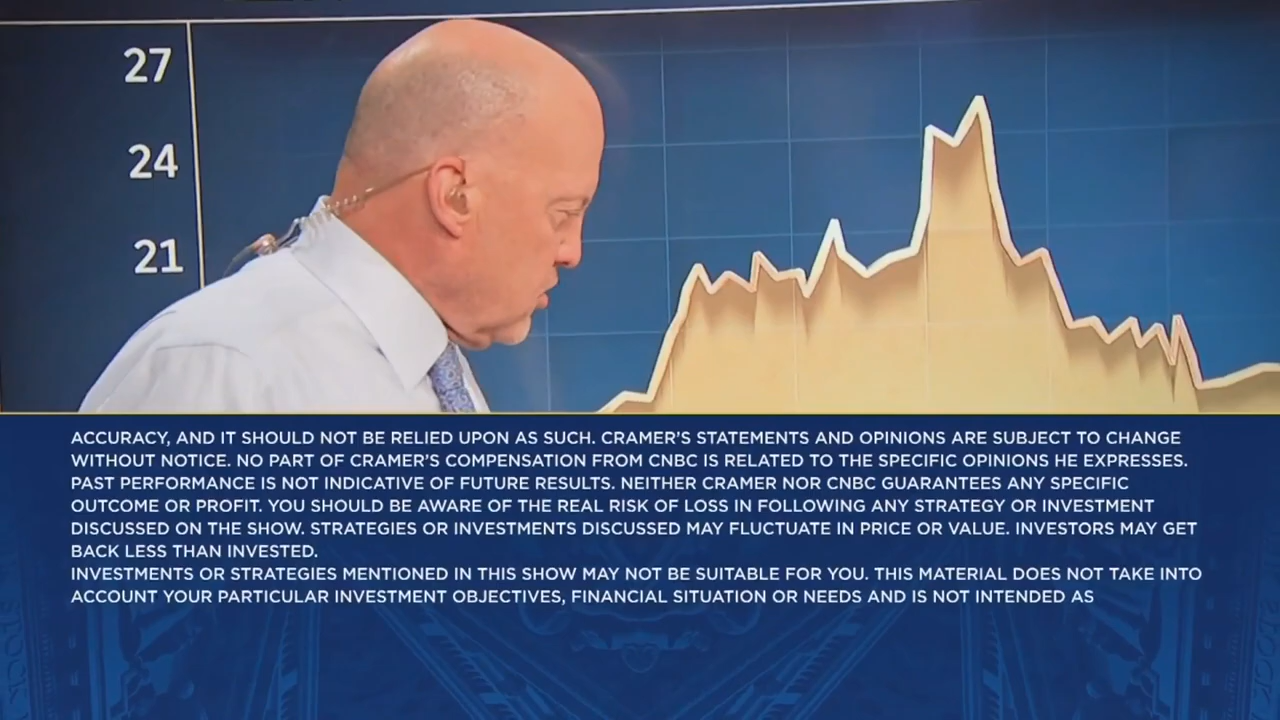 27
24
21
ACCURACY, AND IT SHOULD NOT BE RELIED UPON AS SUCH. CRAMER'S STATEMENTS AND OPINIONS ARE SUBJECT TO CHANGE
WITHOUT NOTICE. NO PART OF CRAMER'S COMPENSATION FROM CNBC IS RELATED TO THE SPECIFIC OPINIONS HE EXPRESSES.
PAST PERFORMANCE IS NOT INDICATIVE OF FUTURE RESULTS. NEITHER CRAMER NOR CNBC GUARANTEES ANY SPECIFIC
OUTCOME OR PROFIT. YOU SHOULD BE AWARE OF THE REAL RISK OF LOSS IN FOLLOWING ANY STRATEGY OR INVESTMENT
DISCUSSED ON THE SHOW. STRATEGIES OR INVESTMENTS DISCUSSED MAY FLUCTUATE IN PRICE OR VALUE. INVESTORS MAY GET
BACK LESS THAN INVESTED.
INVESTMENTS OR STRATEGIES MENTIONED IN THIS SHOW MAY NOT BE SUITABLE FOR YOU. THIS MATERIAL DOES NOT TAKE INTO
ACCOUNT YOUR PARTICULAR INVESTMENT OBJECTIVES, FINANCIAL SITUATION OR NEEDS AND IS NOT INTENDED AS